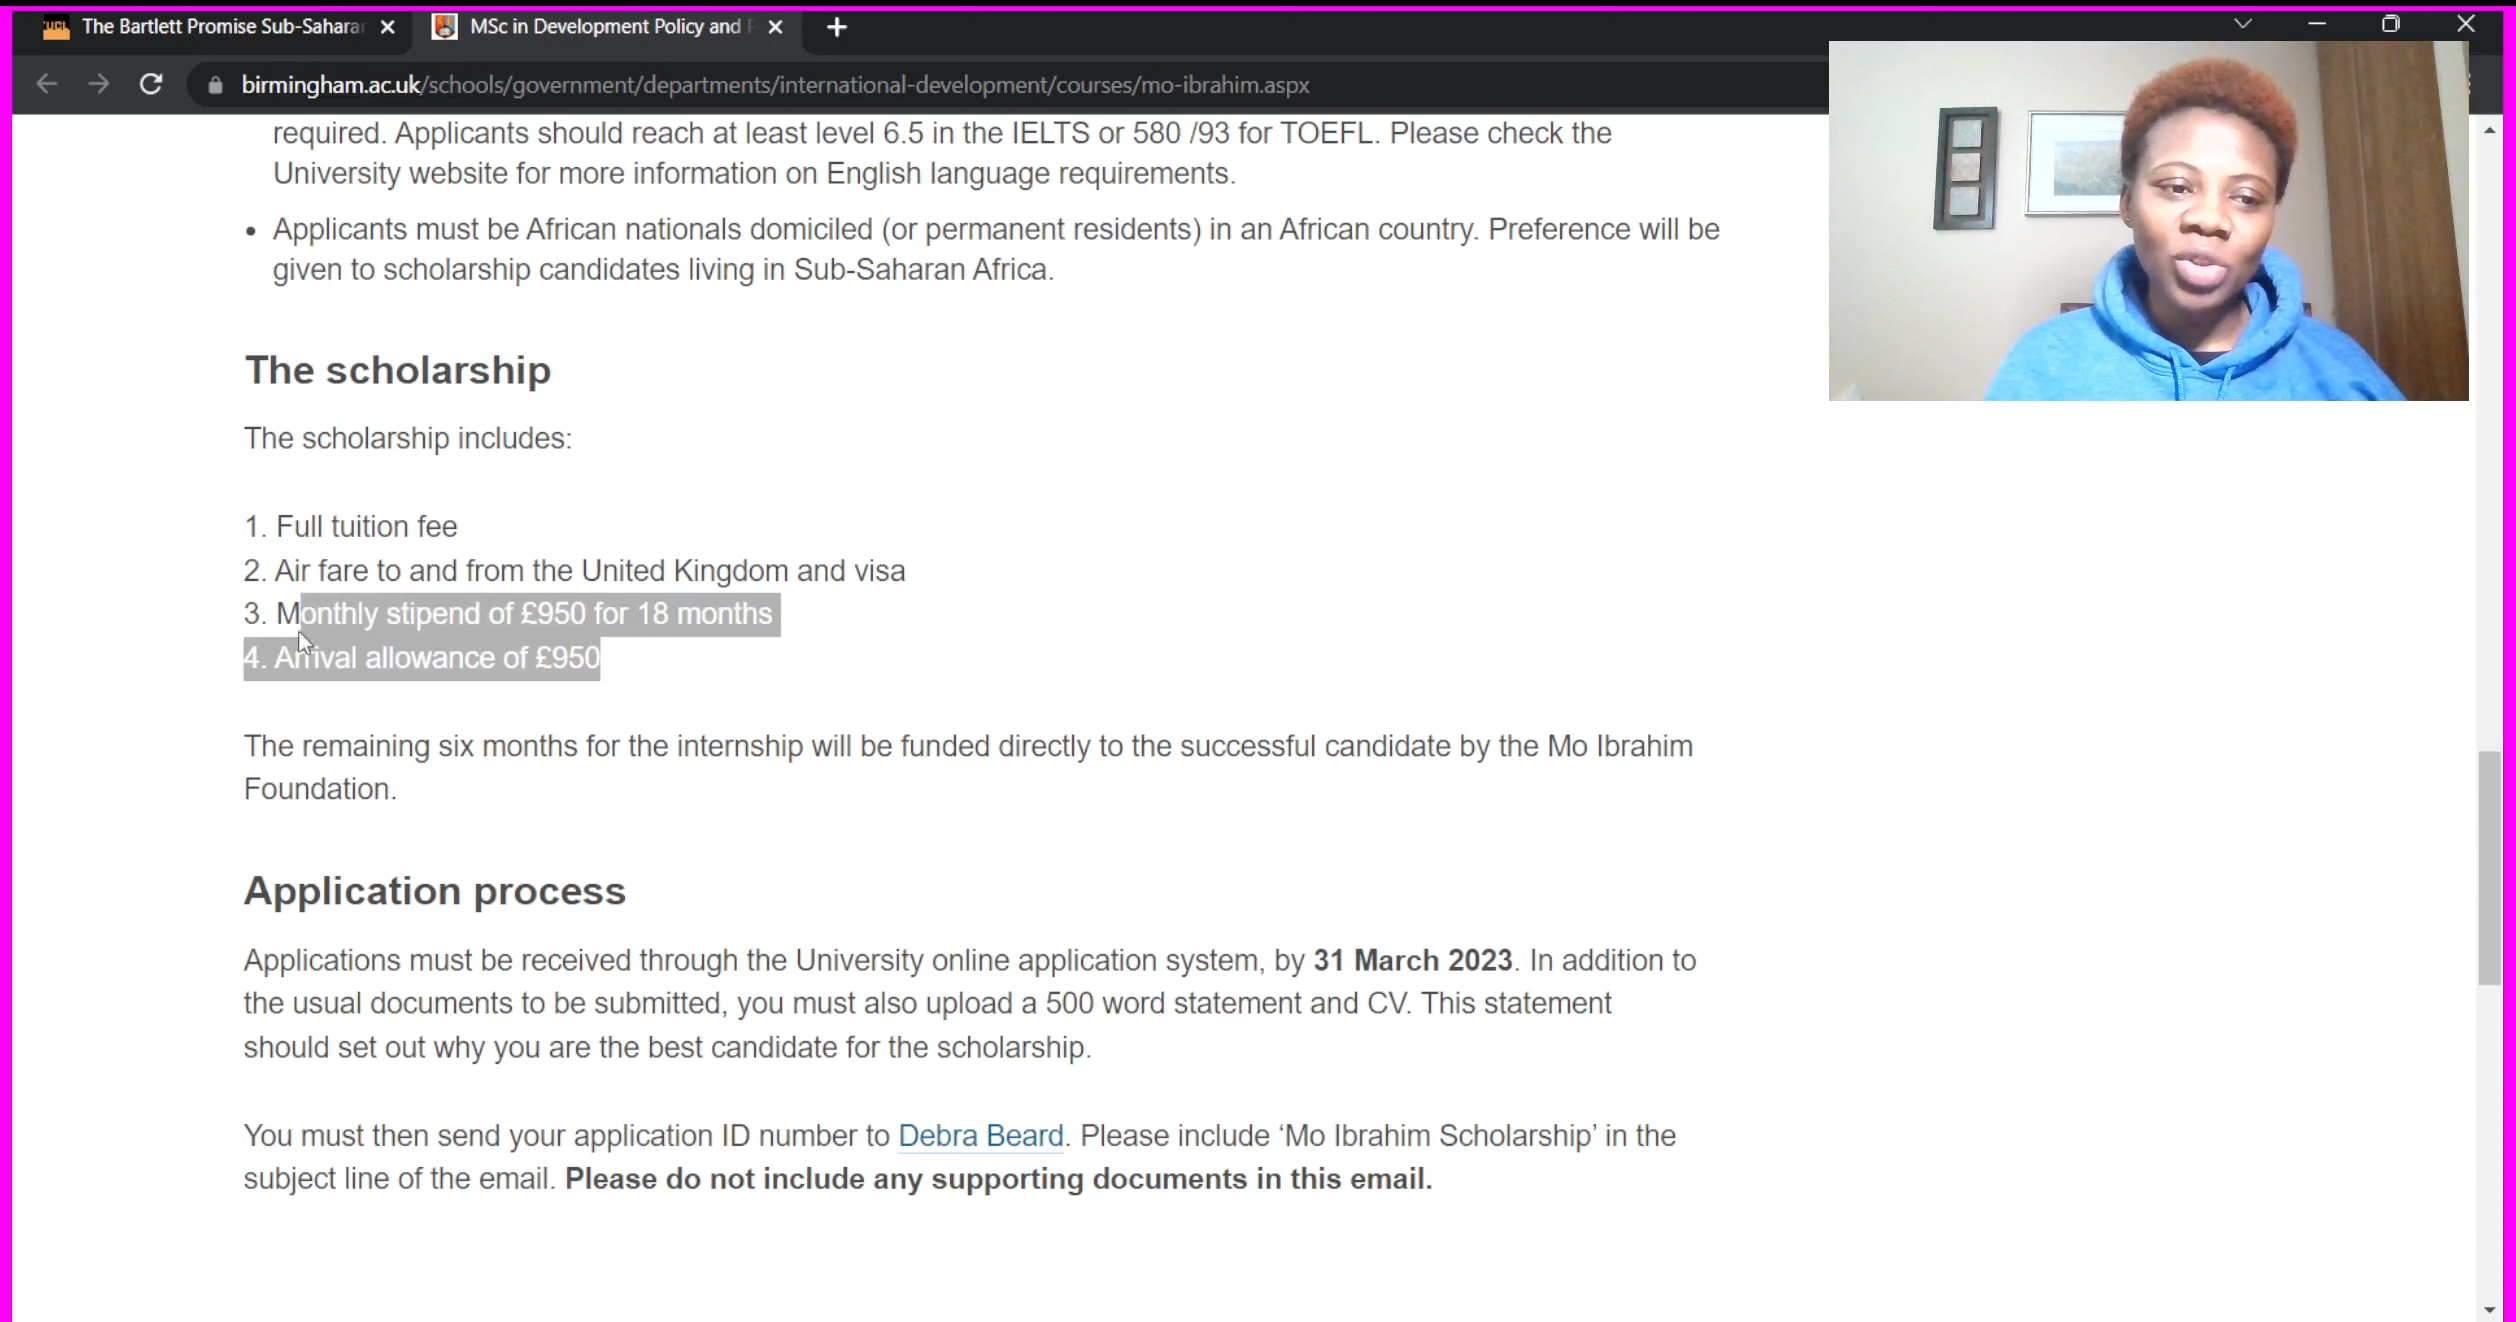 The Bartlett Promise Sub-Sahara
MSc in Development Policy and
birmingham.ac.uk/schools/government/departments/international-development/courses/mo-ibrahim.aspx
required. Applicants should reach at least level 6.5 in the IELTS or 580 /93 for TOEFL. Please check the
University website for more information on English language requirements.
• Applicants must be African nationals domiciled (or permanent residents) in an African country. Preference will be
given to scholarship candidates living in Sub-Saharan Africa.
The scholarship
The scholarship includes:
1. Full tuition fee
2. Air fare to and from the United Kingdom and visa
3. Monthly stipend of £950 for 18 months
4. Arrival allowance of £950
The remaining six months for the internship will be funded directly to the successful candidate by the Mo Ibrahim
Foundation.
Application process
Applications must be received through the University online application system, by 31 March 2023. In addition to
the usual documents to be submitted, you must also upload a 500 word statement and CV. This statement
should set out why you are the best candidate for the scholarship.
You must then send your application ID number to Debra Beard. Please include ‘Mo Ibrahim Scholarship’ in the
subject line of the email. Please do not include any supporting documents in this email.